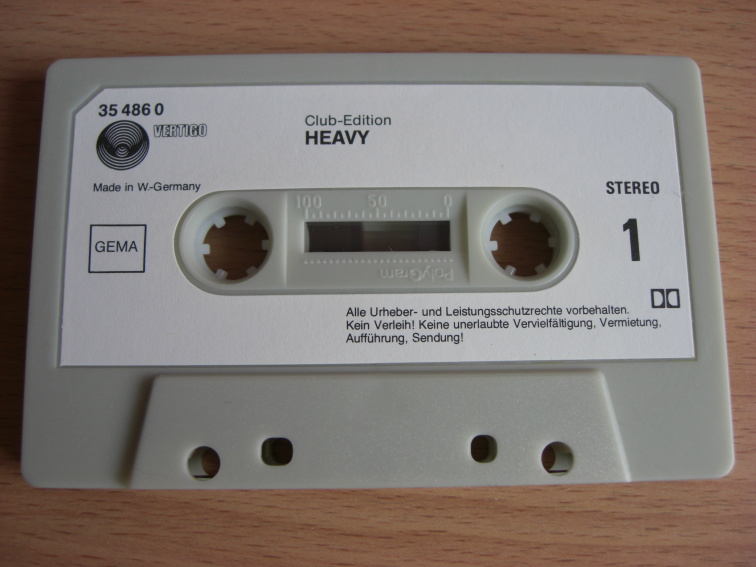 35 486 0
VERTIGO
Club-Edition
HEAVY
Made in W.-Germany
STEREO
100 50 0
GEMA
1
PolyGram
Alle Urheber- und Leistungsschutzrechte vorbehalten.
Kein Verleih! Keine unerlaubte Vervielfältigung, Vermietung,
Aufführung, Sendung!